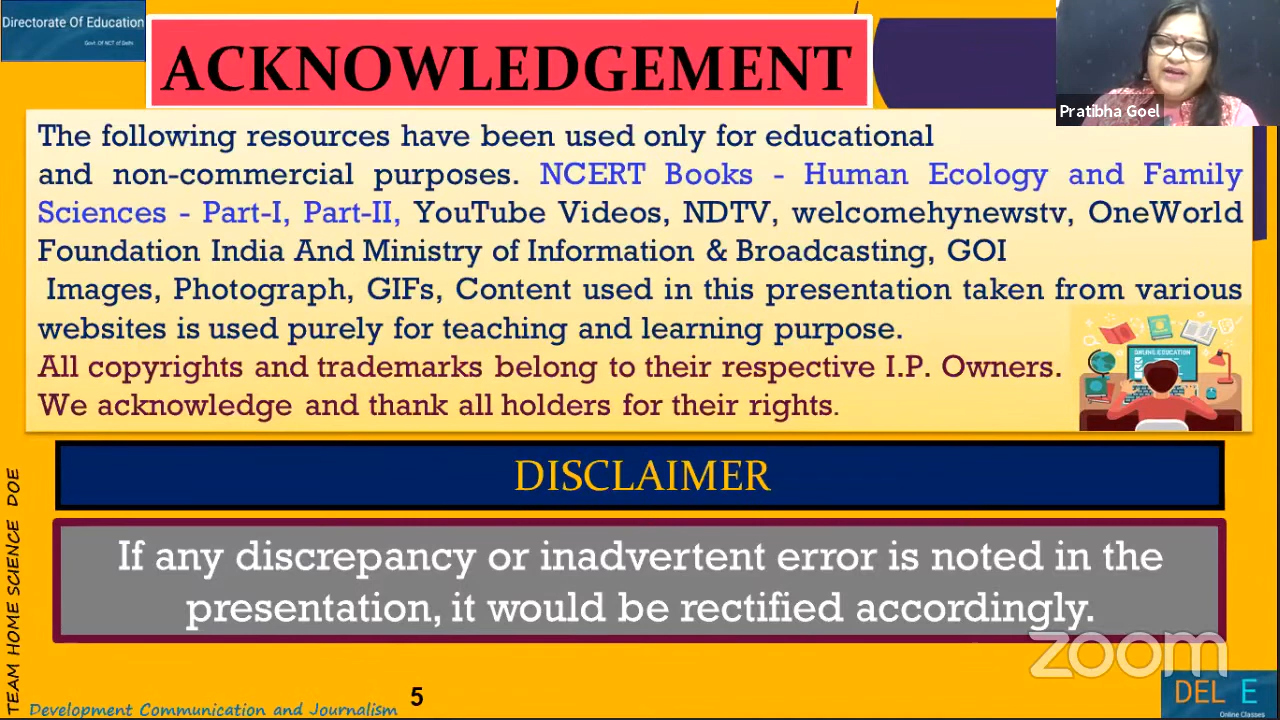 Directorate Of Education
Govt. Of NCT of Delhi
ACKNOWLEDGEMENT
Pratibha Goel
The following resources have been used only for educational
and non-commercial purposes. NCERT Books - Human Ecology and Family
Sciences - Part-I, Part-II, YouTube Videos, NDTV, welcomehynewstv, OneWorld
Foundation India And Ministry of Information & Broadcasting, GOI
Images, Photograph, GIFs, Content used in this presentation taken from various
websites is used purely for teaching and learning purpose.
All copyrights and trademarks belong to their respective I.P. Owners.
We acknowledge and thank all holders for their rights.
ONLINE EDUCATION
DISCLAIMER
If any discrepancy or inadvertent error is noted in the
presentation, it would be rectified accordingly.
TEAM HOME SCIENCE DOE
zoom
Development Communication and Journalism
5
DEL E
Online Classes